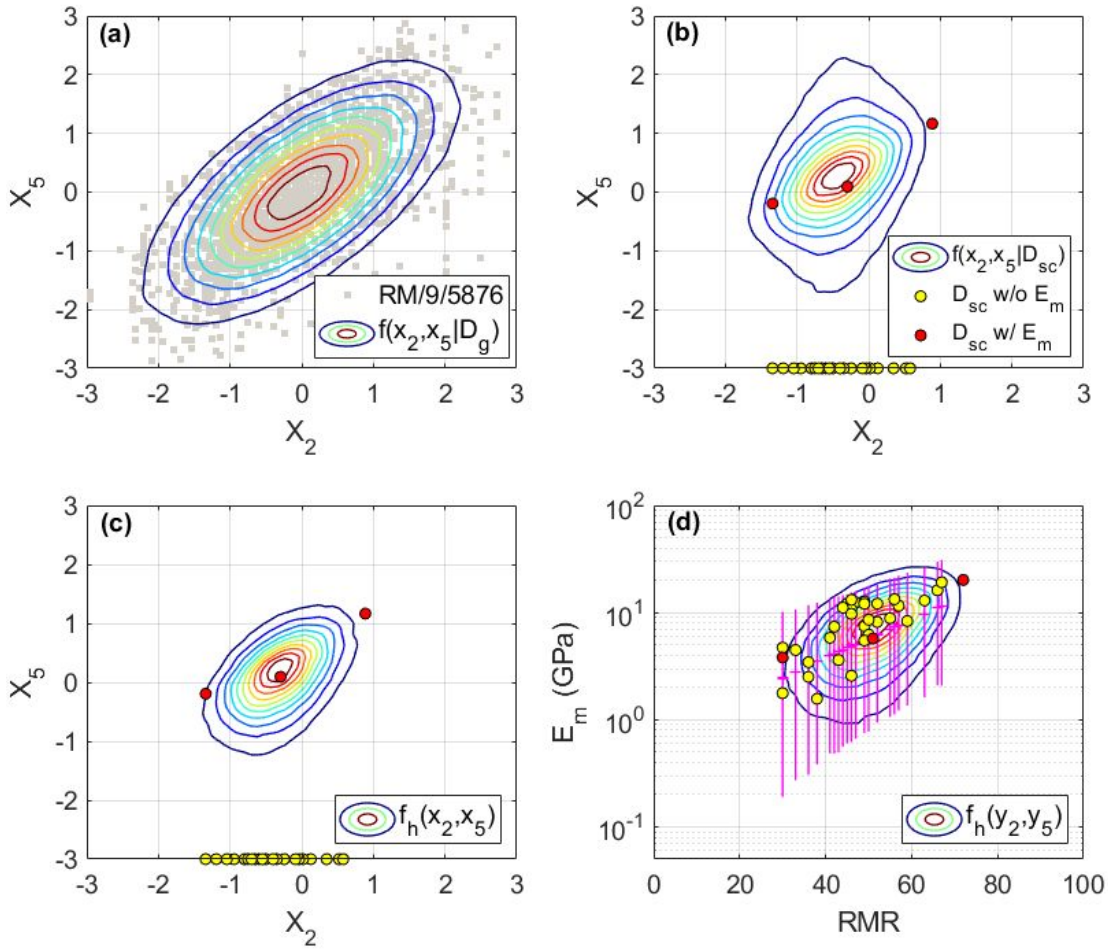 (a)
3
2
1
0
-1
-2
-3
X5
-3 -2 -1 0 1 2 3
X2
RM/9/5876
f(x2,x5|Dg)
(b)
3
2
1
0
-1
-2
-3
X5
-3 -2 -1 0 1 2 3
X2
f(x2,x5|Dsc)
Dsc w/o Em
Dsc w/ Em
(c)
3
2
1
0
-1
-2
-3
X5
-3 -2 -1 0 1 2 3
X2
fh(x2,x5)
(d)
10^2
10^1
10^0
10^-1
Em (GPa)
0 20 40 60 80 100
RMR
fh(y2,y5)